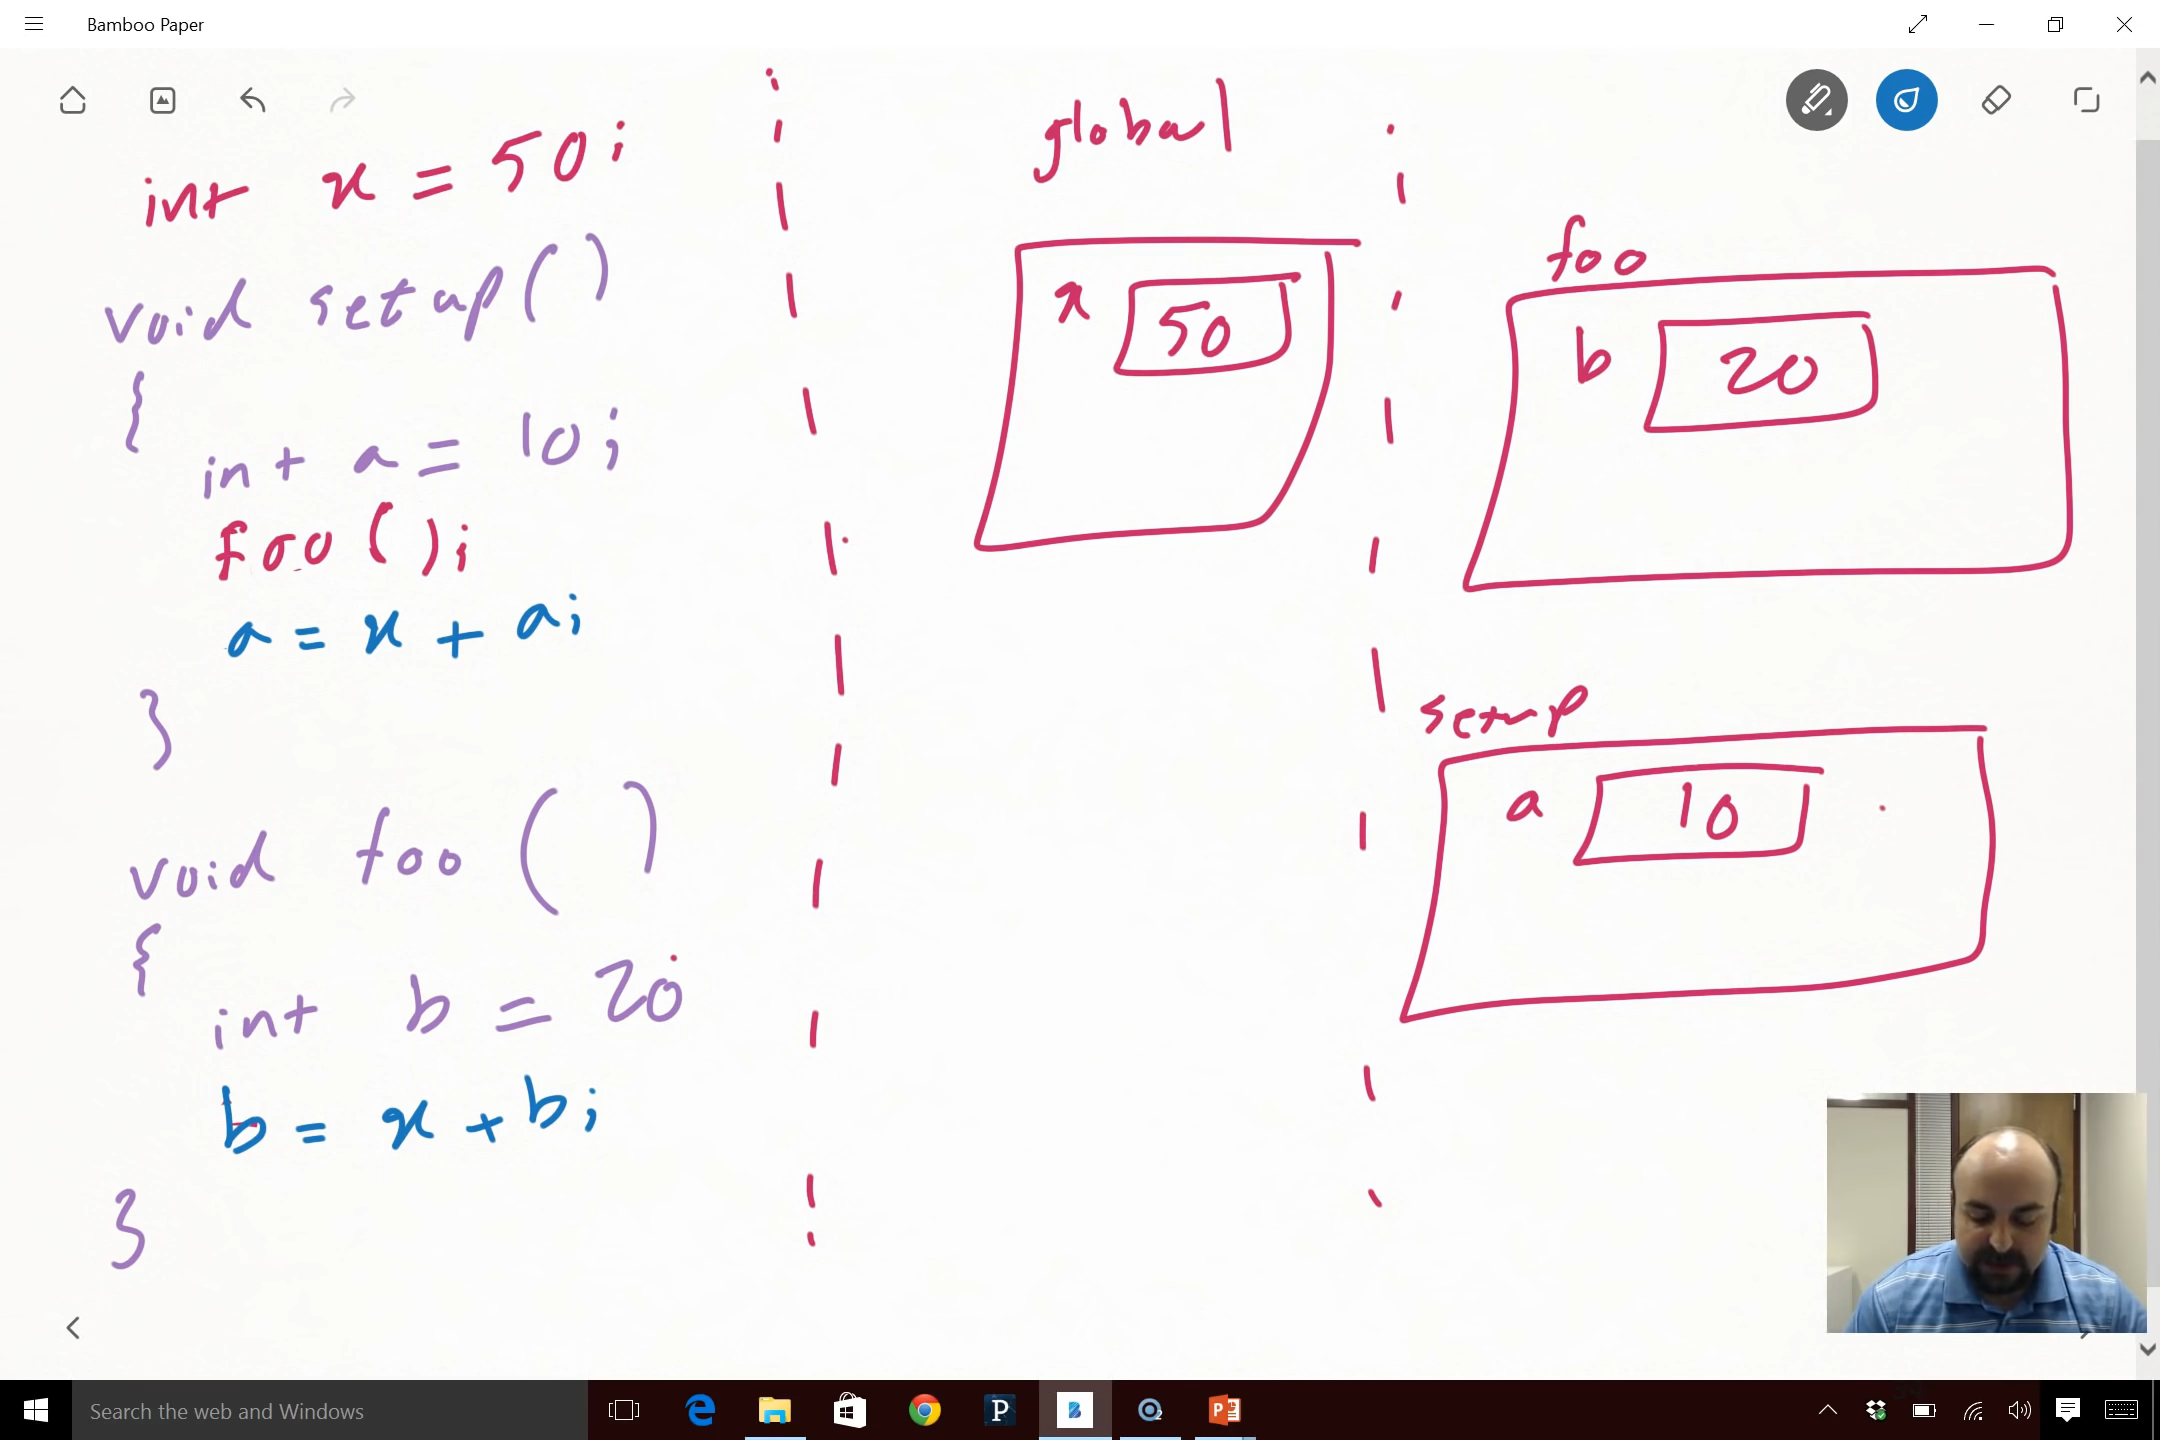 Bamboo Paper
int x = 50;
void setup()
{
int a = 10;
foo();
a = x + a;
}
void foo()
{
int b = 20
b = x + b;
}
global
x 50
foo
b 20
setup
a 10
Search the web and Windows